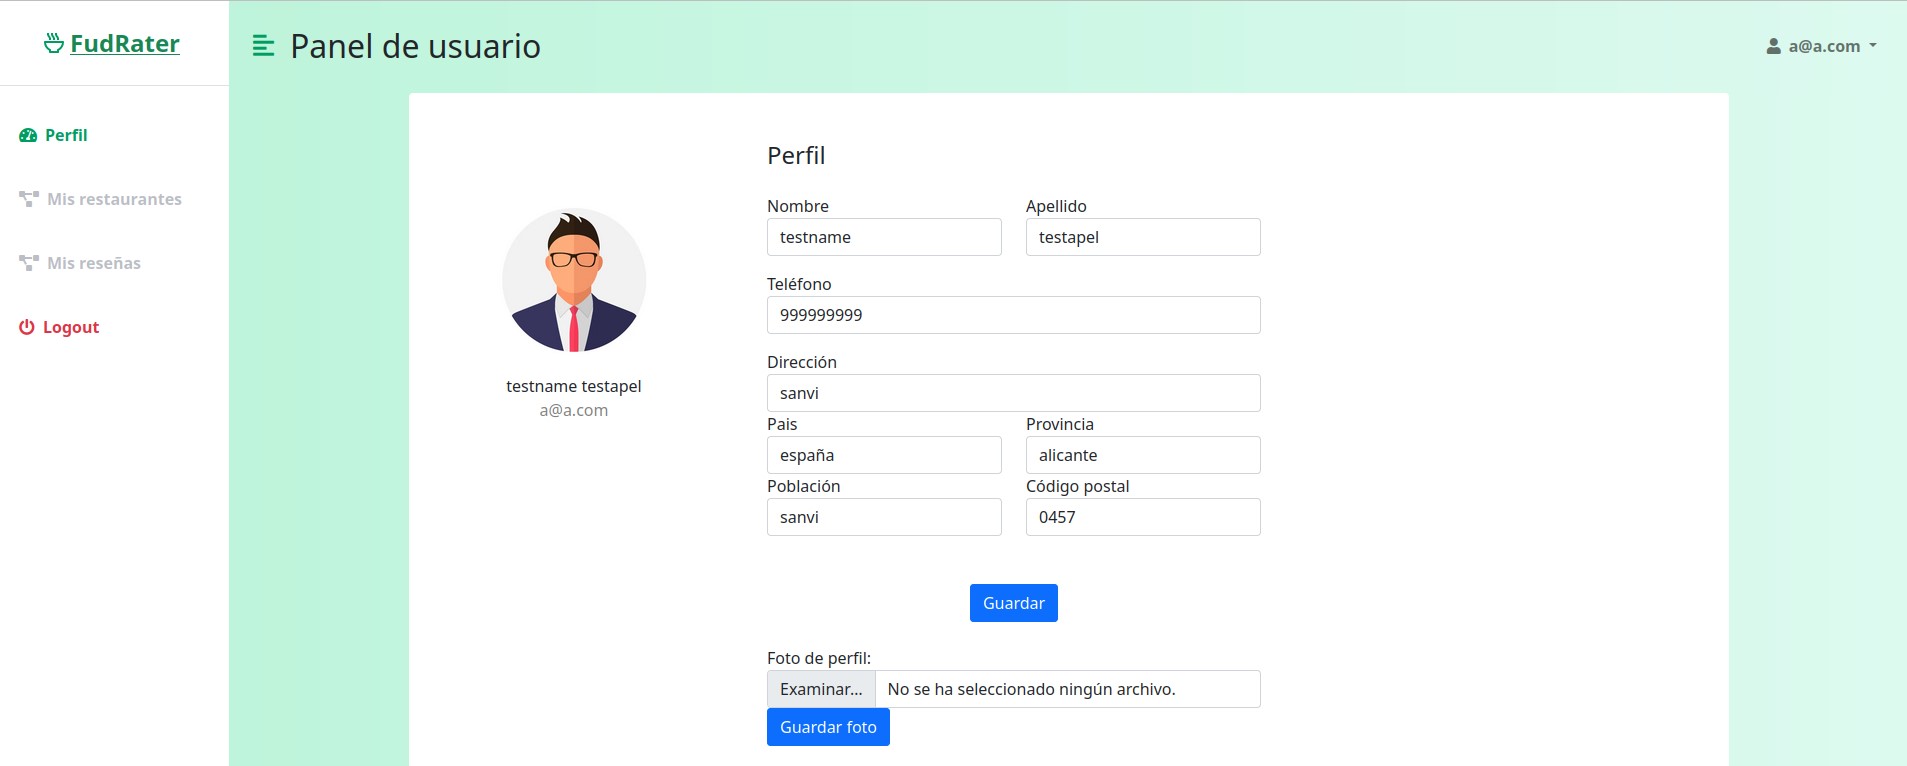 FudRater
Panel de usuario
a@a.com
Perfil
Mis restaurantes
Mis reseñas
Logout
testname testapel
a@a.com
Perfil
Nombre Apellido
testname testapel
Teléfono
999999999
Dirección
sanvi
Pais Provincia
españa alicante
Población Código postal
sanvi 0457
Guardar
Foto de perfil:
Examinar... No se ha seleccionado ningún archivo.
Guardar foto